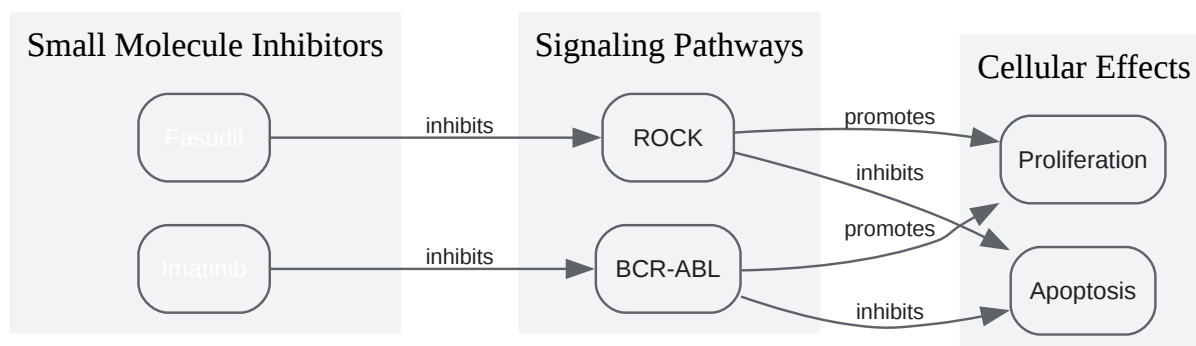 Small Molecule Inhibitors
Signaling Pathways
Cellular Effects
Fasudil
inhibits
ROCK
promotes
Proliferation
inhibits
Imatinib
inhibits
BCR-ABL
promotes
inhibits
Apoptosis